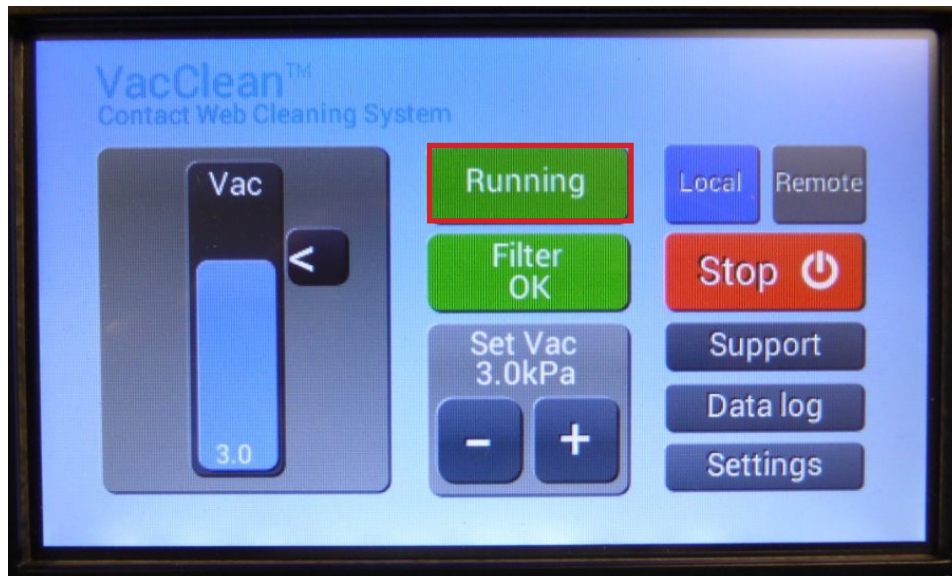 VacClean™
Contact Web Cleaning System
Vac
<
3.0
Running
Filter
OK
Set Vac
3.0kPa
-
+
Local
Remote
Stop
Support
Data log
Settings